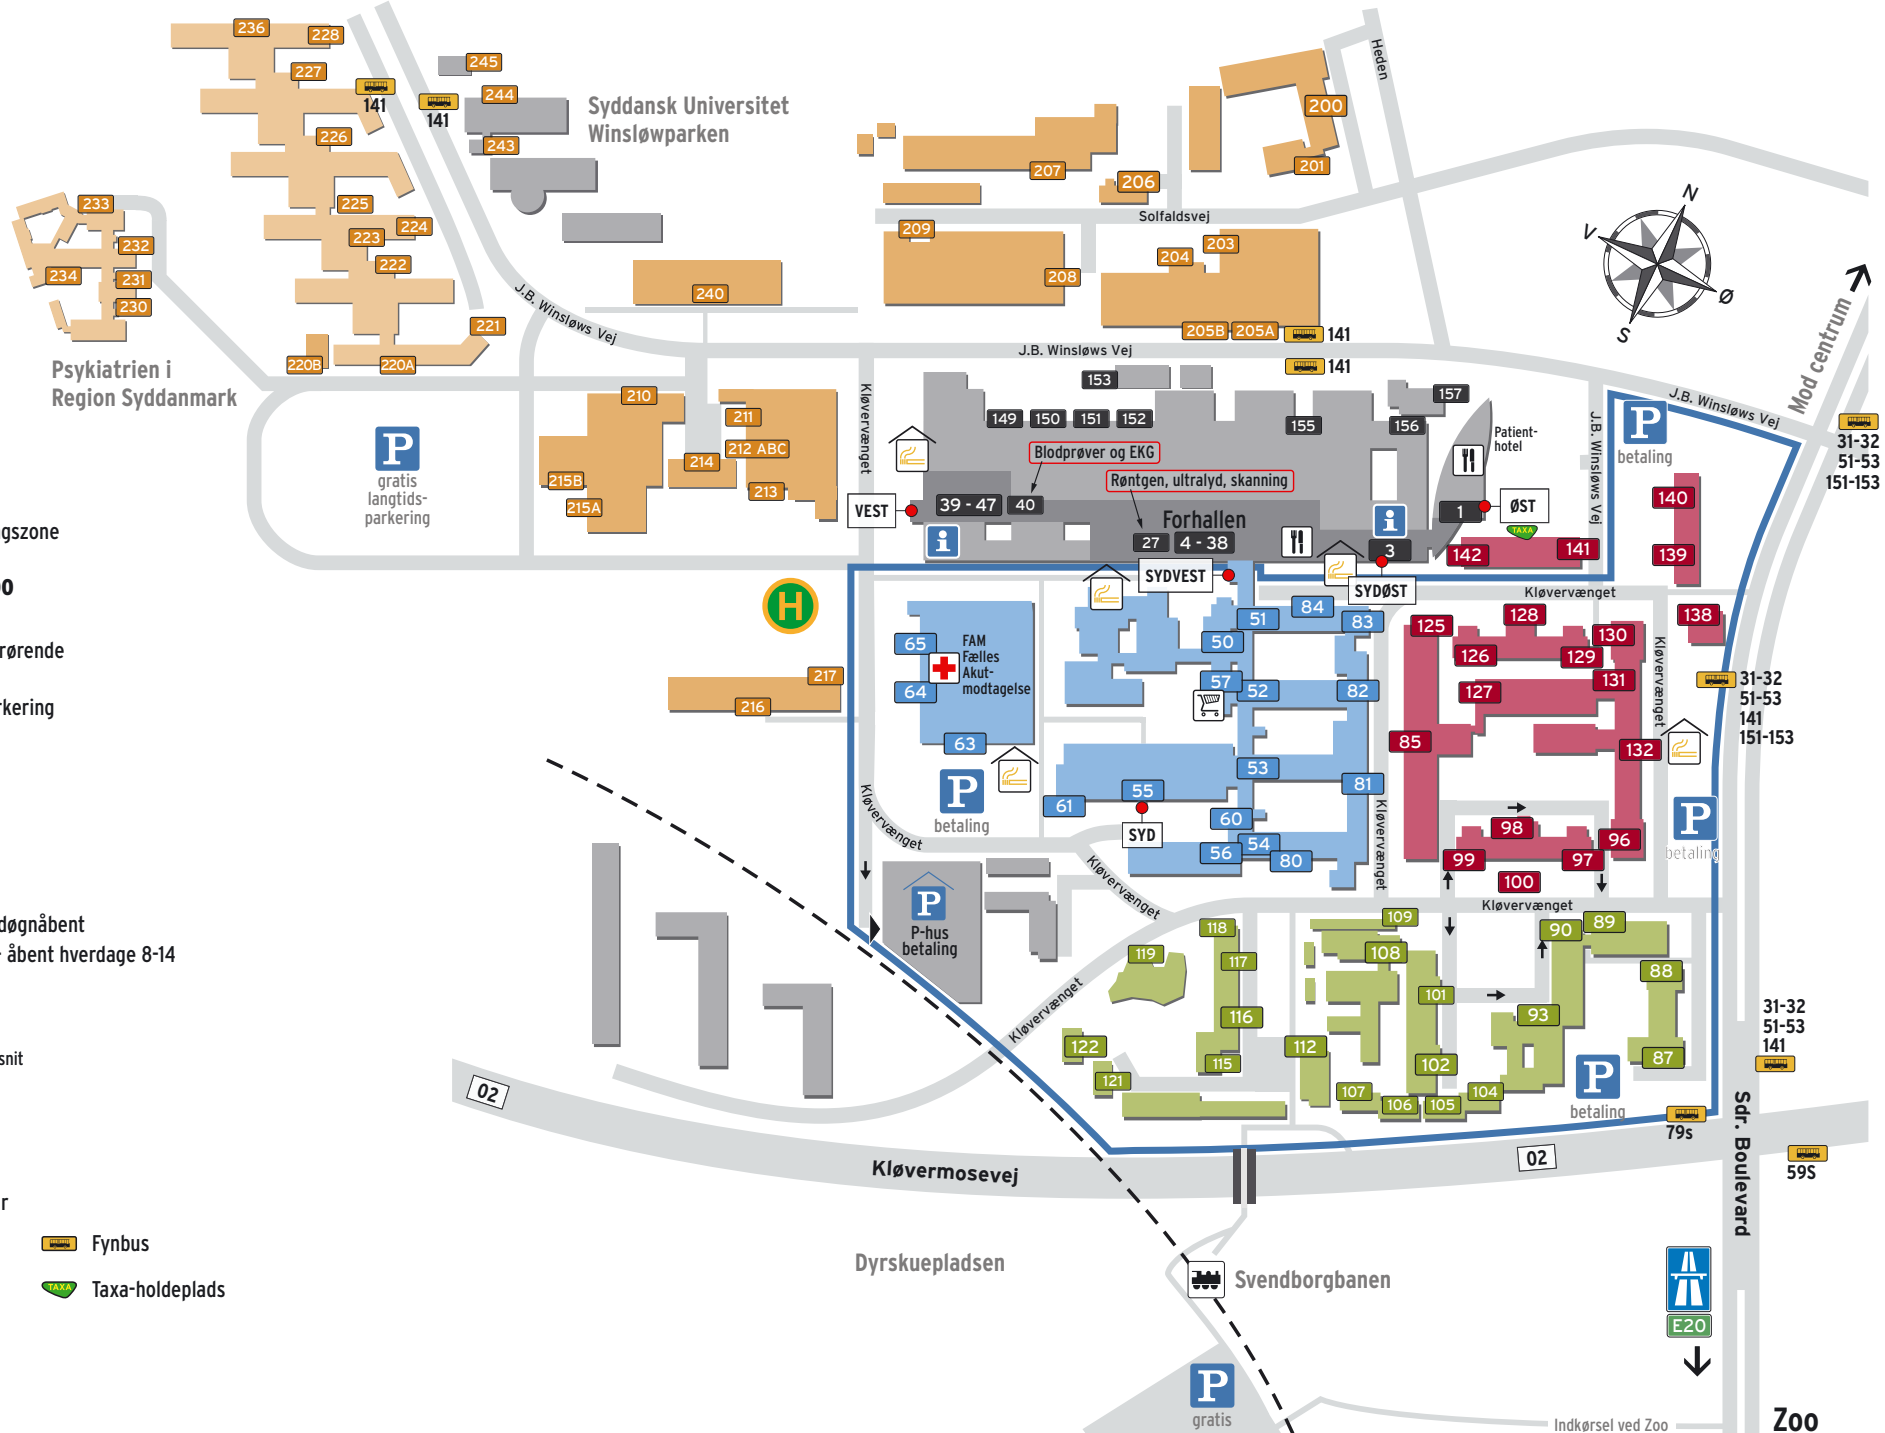 236
228
227
226
225
224
223
222
221
220B
220A
233
232
231
230
234
Psykiatrien i
Region Syddanmark
141
141
245
244
243
Syddansk Universitet
Winsløwparken
240
J.B. Winsløws Vej
207
206
200
201
Heden
Solfaldsvej
209
208
204
203
205B
205A
141
141
J.B. Winsløws Vej
N
V
Ø
S
Mod centrum
J.B. Winsløws Vej
31-32
51-53
151-153
P
gratis
langtids-
parkering
210
211
212 ABC
213
214
215B
215A
Kløvervænget
153
149
150
151
152
155
156
157
Blodprøver og EKG
Røntgen, ultralyd, skanning
39 - 47
40
VEST
i
Forhallen
27
4 - 38
i
3
1
Patient-
hotel
ØST
TAXA
J.B. Winsløws Vej
P
betaling
140
139
142
141
138
SYDVEST
SYDØST
Kløvervænget
H
217
216
65
64
63
FAM
Fælles
Akut-
modtagelse
P
betaling
51
50
57
52
53
55
61
60
54
56
80
81
82
83
84
SYD
125
126
127
128
129
130
131
132
85
96
97
98
99
100
Kløvervænget
31-32
51-53
141
151-153
P
betaling
Kløvervænget
Kløvervænget
Kløvervænget
Kløvervænget
Kløvervænget
P
P-hus
betaling
118
117
116
115
119
122
121
109
108
101
102
112
107
106
105
104
93
90
89
88
87
P
betaling
31-32
51-53
141
79s
59S
02
02
Kløvermosevej
Sdr. Boulevard
Dyrskuepladsen
Svendborgbanen
E20
P
gratis
Indkørsel ved Zoo
Zoo
gszone
o
rørende
rkering
døgnåbent
åbent hverdage 8-14
snit
r
Fynbus
TAXA
Taxa-holdeplads